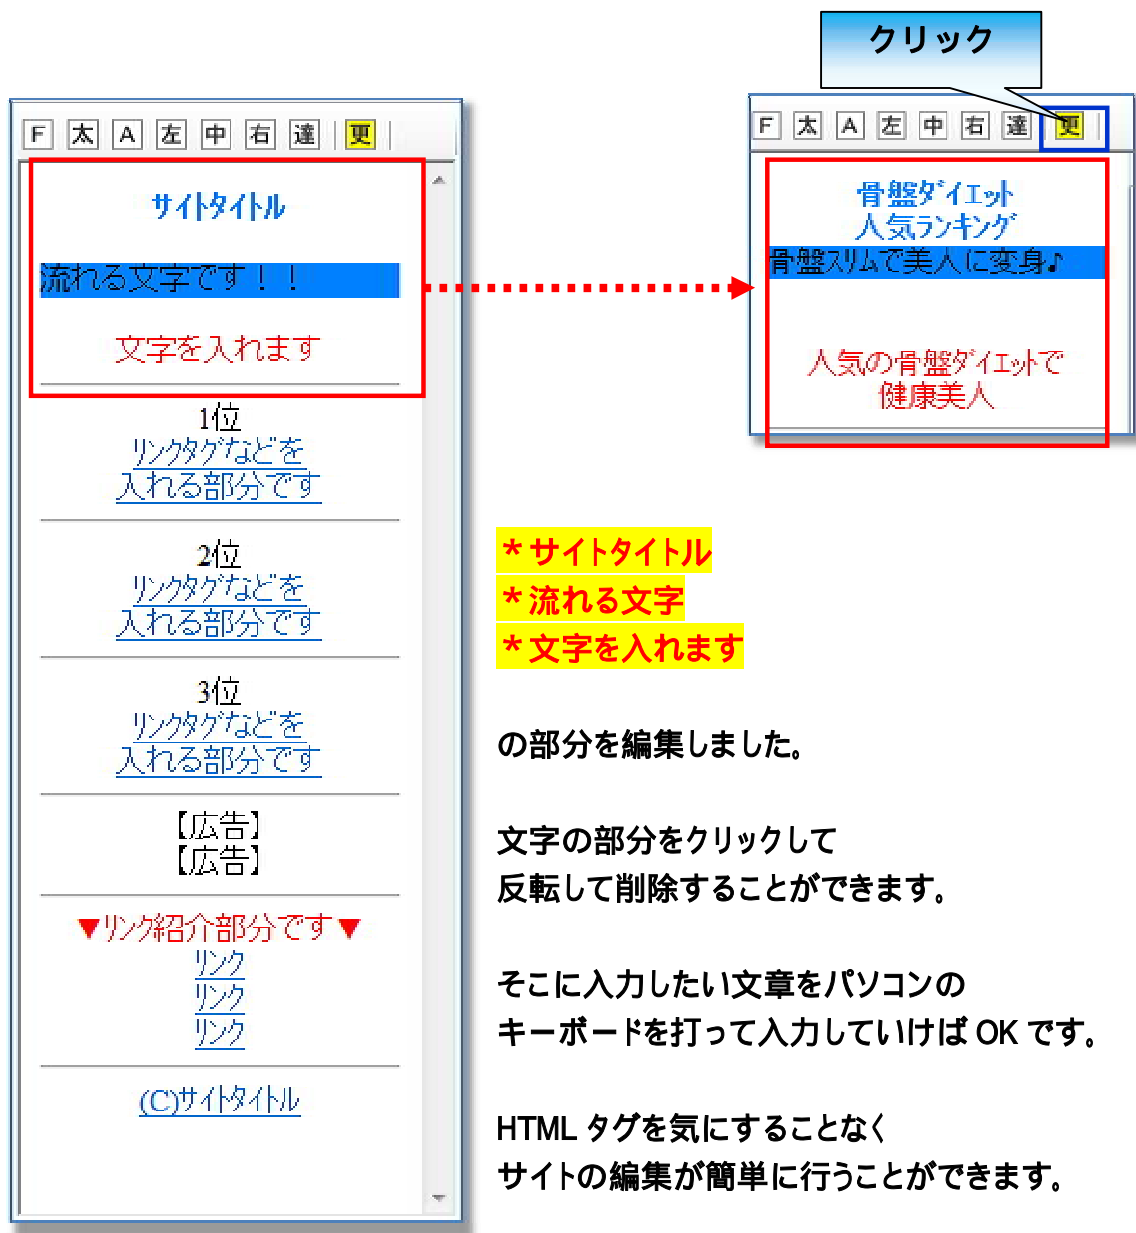 クリック
F 太 A 左 中 右 達 更
サイトタイトル
流れる文字です！！
文字を入れます
1位
リンクタグなどを
入れる部分です
2位
リンクタグなどを
入れる部分です
3位
リンクタグなどを
入れる部分です
【広告】
【広告】
▼リンク紹介部分です▼
リンク
リンク
リンク
(C)サイトタイトル
F 太 A 左 中 右 達 更
骨盤ダイエット
人気ランキング
骨盤スリムで美人に変身♪
人気の骨盤ダイエットで
健康美人
＊サイトタイトル
＊流れる文字
＊文字を入れます
の部分を編集しました。
文字の部分をクリックして
反転して削除することができます。
そこに入力したい文章をパソコンの
キーボードを打って入力していけば OK です。
HTML タグを気にすることなく
サイトの編集が簡単に行うことができます。